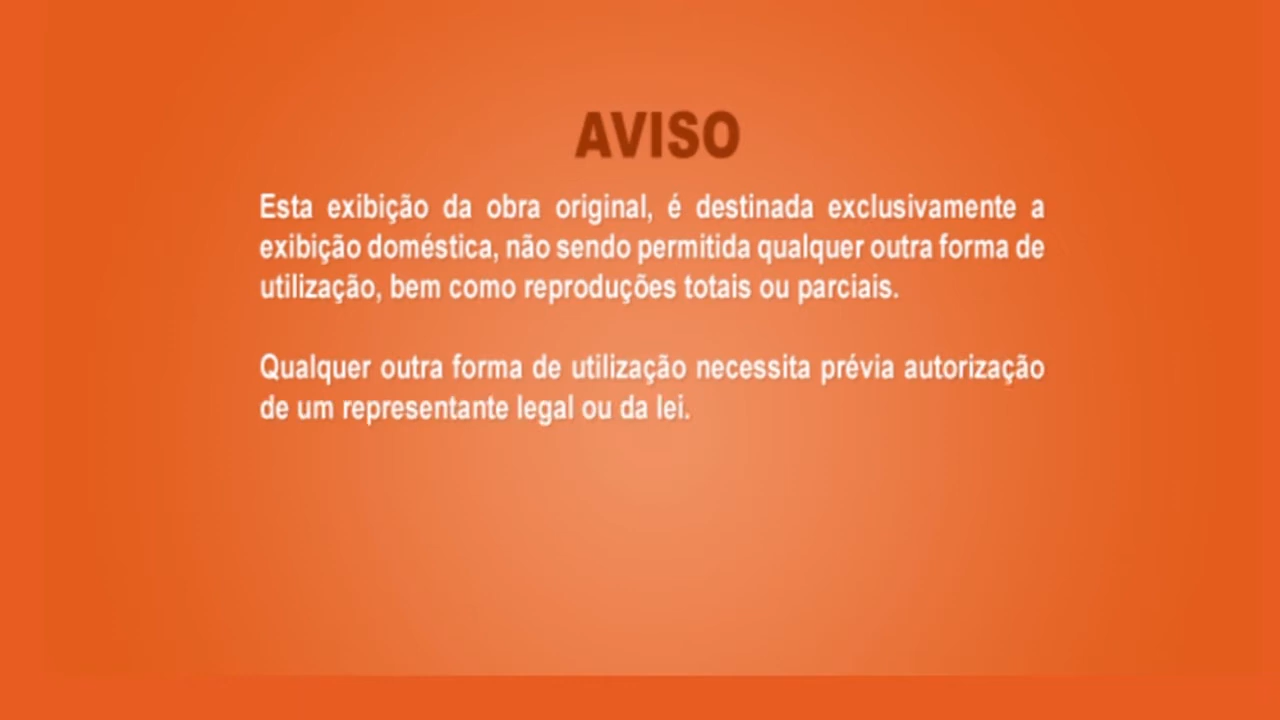 AVISO
Esta exibição da obra original, é destinada exclusivamente a
exibição doméstica, não sendo permitida qualquer outra forma de
utilização, bem como reproduções totais ou parciais.
Qualquer outra forma de utilização necessita prévia autorização
de um representante legal ou da lei.